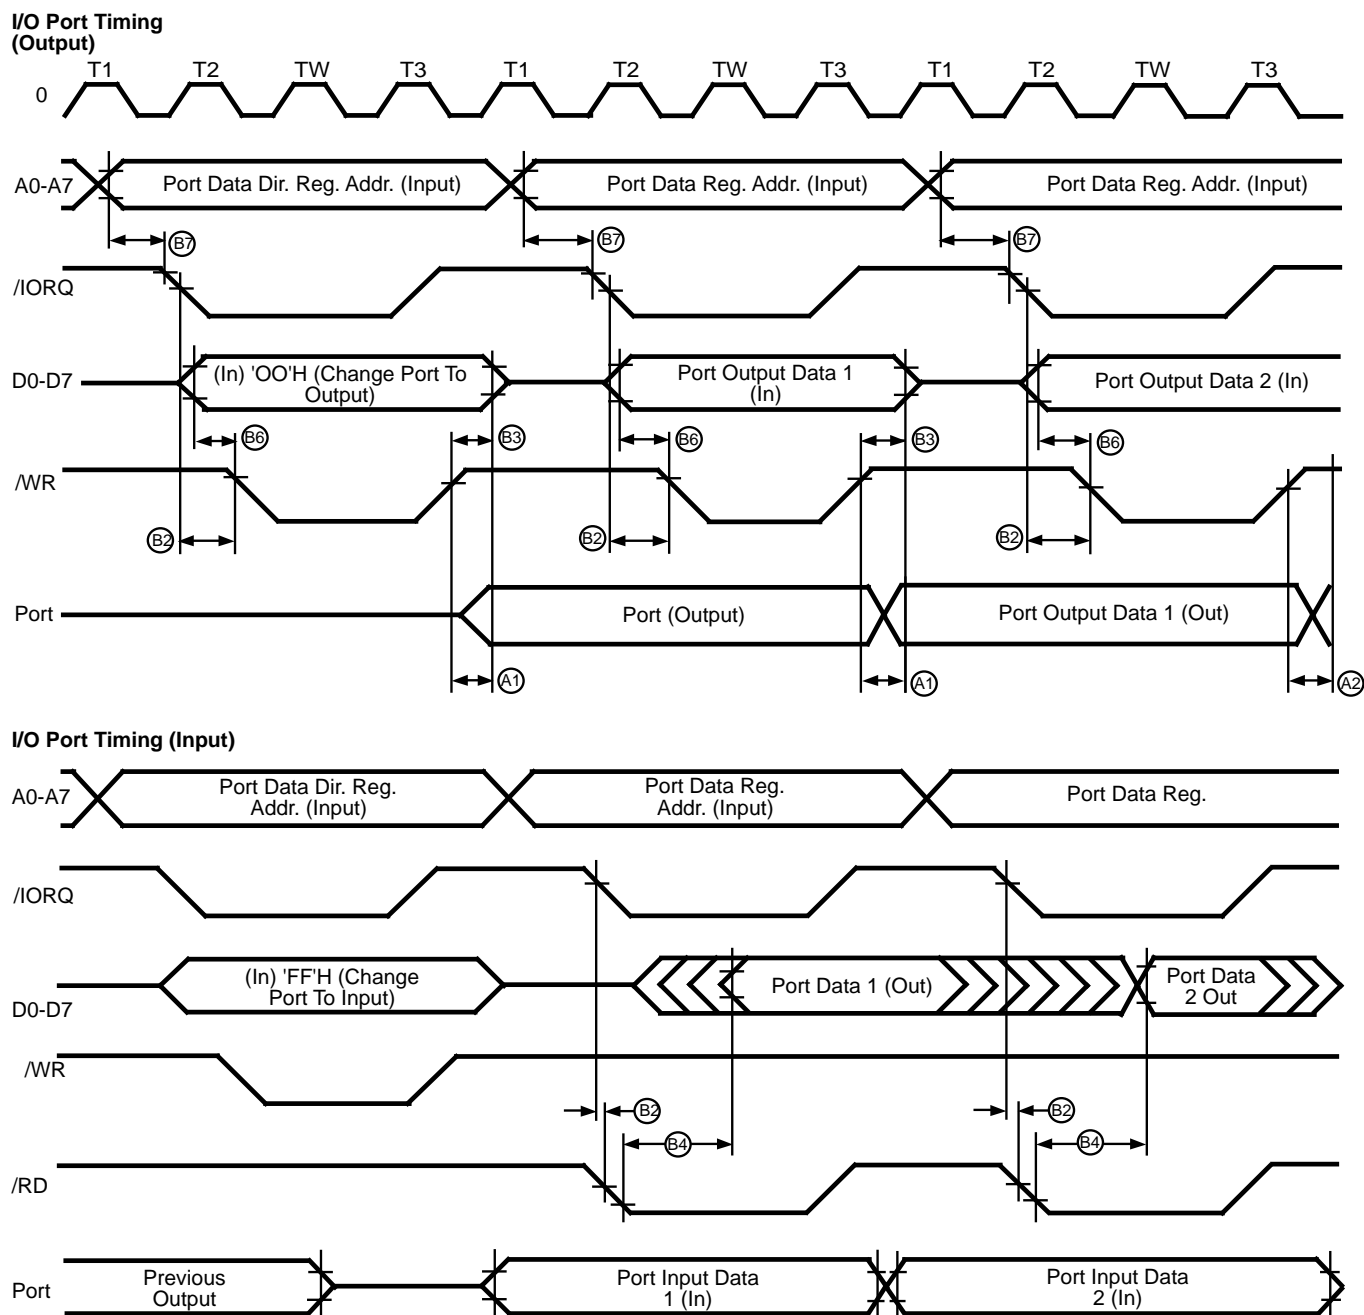 I/O Port Timing
(Output)
T1 T2 TW T3 T1 T2 TW T3 T1 T2 TW T3
0
A0-A7 Port Data Dir. Reg. Addr. (Input) Port Data Reg. Addr. (Input) Port Data Reg. Addr. (Input)
B7 B7 B7
/IORQ
D0-D7 (In) 'OO'H (Change Port To
Output)
Port Output Data 1
(In)
Port Output Data 2 (In)
B6 B3 B6 B3 B6
/WR
B2 B2 B2
Port Port (Output) Port Output Data 1 (Out)
A1 A1 A2
I/O Port Timing (Input)
A0-A7 Port Data Dir. Reg.
Addr. (Input)
Port Data Reg.
Addr. (Input)
Port Data Reg.
/IORQ
D0-D7 (In) 'FF'H (Change
Port To Input)
Port Data 1 (Out)
Port Data
2 Out
/WR
B2 B2
B4 B4
/RD
Port Previous
Output
Port Input Data
1 (In)
Port Input Data
2 (In)